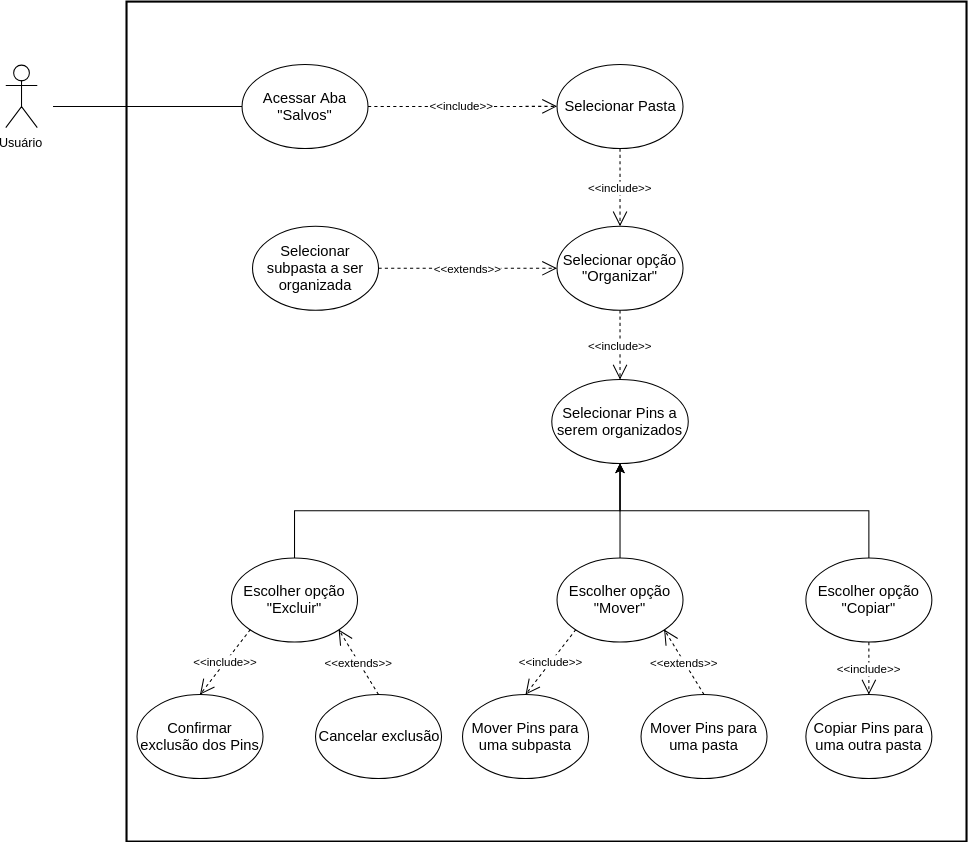 Usuário
Acessar Aba
"Salvos"
<<include>>
Selecionar Pasta
<<include>>
Selecionar
subpasta a ser
organizada
<<extends>>
Selecionar opção
"Organizar"
<<include>>
Selecionar Pins a
serem organizados
Escolher opção
"Excluir"
Escolher opção
"Mover"
Escolher opção
"Copiar"
<<include>>
<<extends>>
<<include>>
<<extends>>
<<include>>
Confirmar
exclusão dos Pins
Cancelar exclusão
Mover Pins para
uma subpasta
Mover Pins para
uma pasta
Copiar Pins para
uma outra pasta